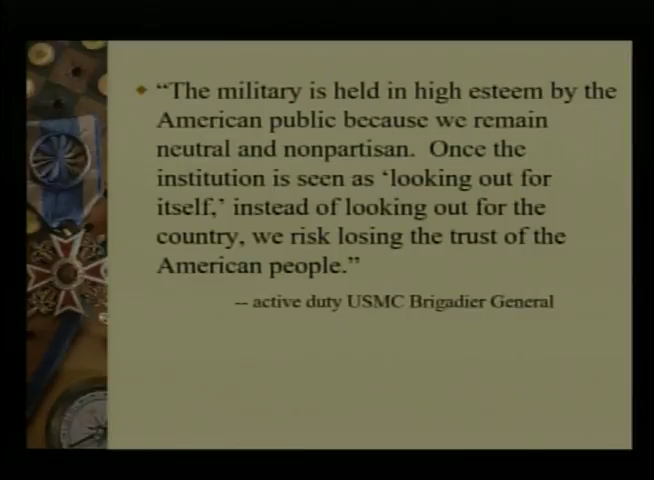 “The military is held in high esteem by the
American public because we remain
neutral and nonpartisan.  Once the
institution is seen as ‘looking out for
itself,’ instead of looking out for the
country, we risk losing the trust of the
American people.”
-- active duty USMC Brigadier General